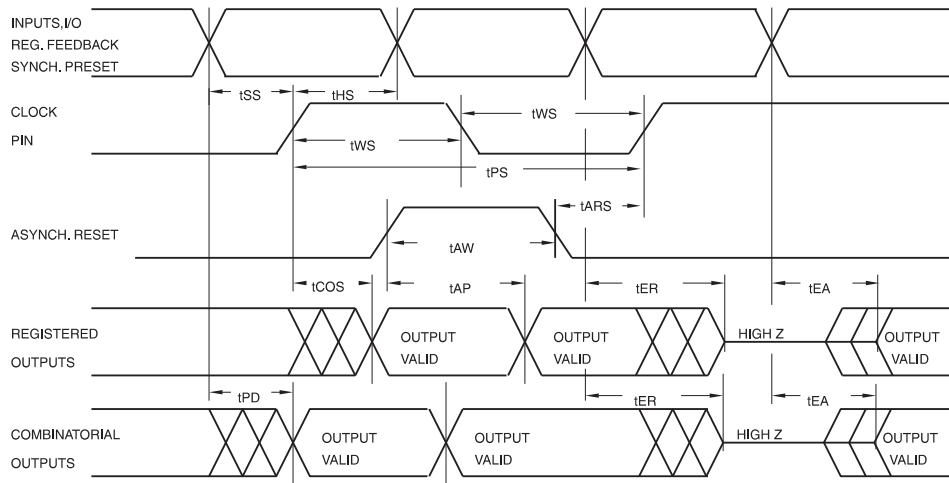 INPUTS,I/O
REG. FEEDBACK
SYNCH. PRESET
tSS
tHS
CLOCK
PIN
tWS
tWS
tPS
tARS
ASYNCH. RESET
tAW
tCOS
tAP
tER
tEA
REGISTERED
OUTPUTS
OUTPUT
VALID
OUTPUT
VALID
HIGH Z
OUTPUT
VALID
tPD
tER
tEA
COMBINATORIAL
OUTPUTS
OUTPUT
VALID
OUTPUT
VALID
HIGH Z
OUTPUT
VALID